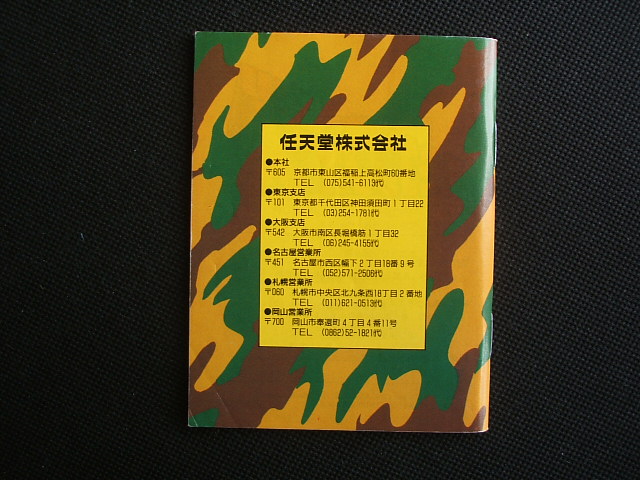 任天堂株式会社
●本社
〒605 京都市東山区福稲上高松町60番地
TEL (075)541-6113代
●東京支店
〒101 東京都千代田区神田須田町1丁目22
TEL (03)254-1781代
●大阪支店
〒542 大阪市南区長堀橋筋1丁目32
TEL (06)245-4155代
●名古屋営業所
〒451 名古屋市西区幅下2丁目18番9号
TEL (052)571-2506代
●札幌営業所
〒060 札幌市中央区北九条西18丁目2番地
TEL (011)621-0513代
●岡山営業所
〒700 岡山市奉還町4丁目4番11号
TEL (0862)52-1821代